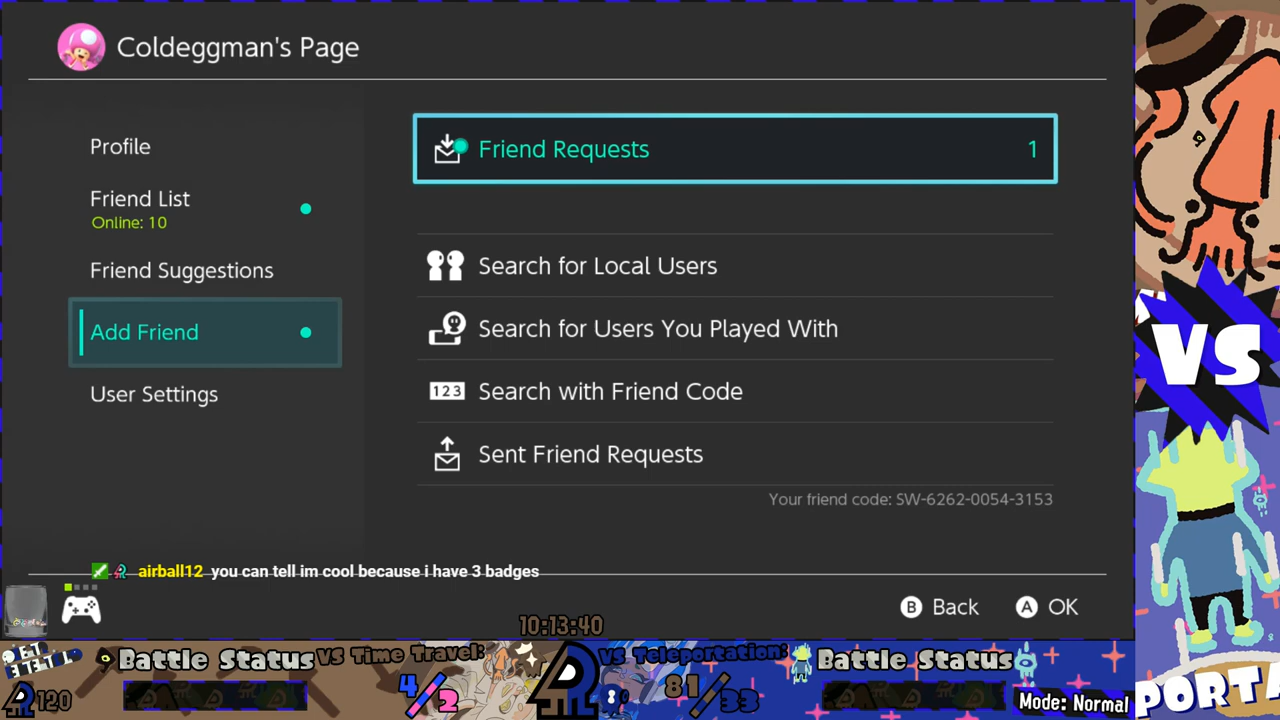 Coldeggman's Page
Profile
Friend List
Online: 10
Friend Suggestions
Add Friend
User Settings
Friend Requests 1
Search for Local Users
Search for Users You Played With
123 Search with Friend Code
Sent Friend Requests
Your friend code: SW-6262-0054-3153
airball12 you can tell im cool because i have 3 badges
B Back A OK
10:13:40
VS
Battle Status VS Time Travel: VS Teleportation: Battle Status
120 4/2 81/33
Mode: Normal
PORTA